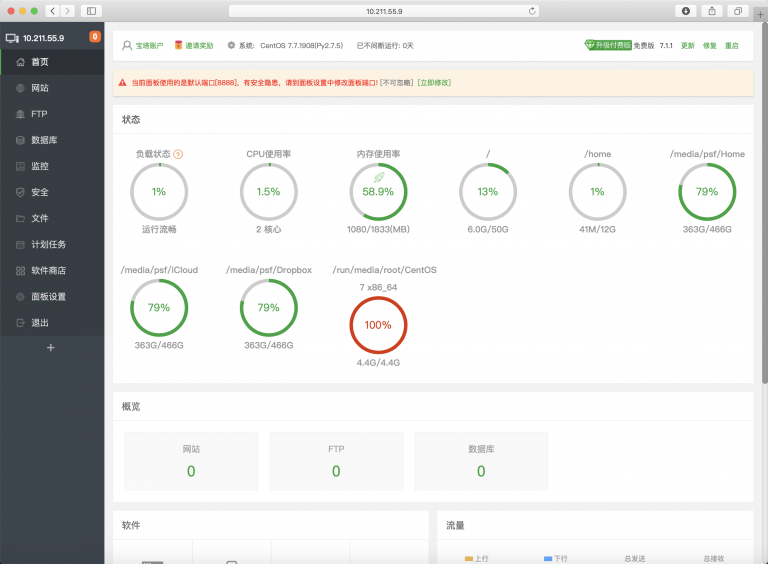 10.211.55.9
10.211.55.9
0
宝塔账户 邀请奖励 系统: CentOS 7.7.1908(Py2.7.5) 已不间断运行: 0天 升级付费版 免费版 7.1.1 更新 修复 重启
首页
网站
FTP
数据库
监控
安全
文件
计划任务
软件商店
面板设置
退出
+
当前面板使用的是默认端口[8888], 有安全隐患, 请到面板设置中修改面板端口! [不可忽略] [立即修改]
状态
负载状态 ? CPU使用率 内存使用率 / /home /media/psf/Home
1% 1.5% 58.9% 13% 1% 79%
运行流畅 2 核心 1080/1833(MB) 6.0G/50G 41M/12G 363G/466G
/media/psf/iCloud /media/psf/Dropbox /run/media/root/CentOS
7 x86_64
79% 79% 100%
363G/466G 363G/466G 4.4G/4.4G
概览
网站 FTP 数据库
0 0 0
软件 流量
上行 下行 总发送 总接收